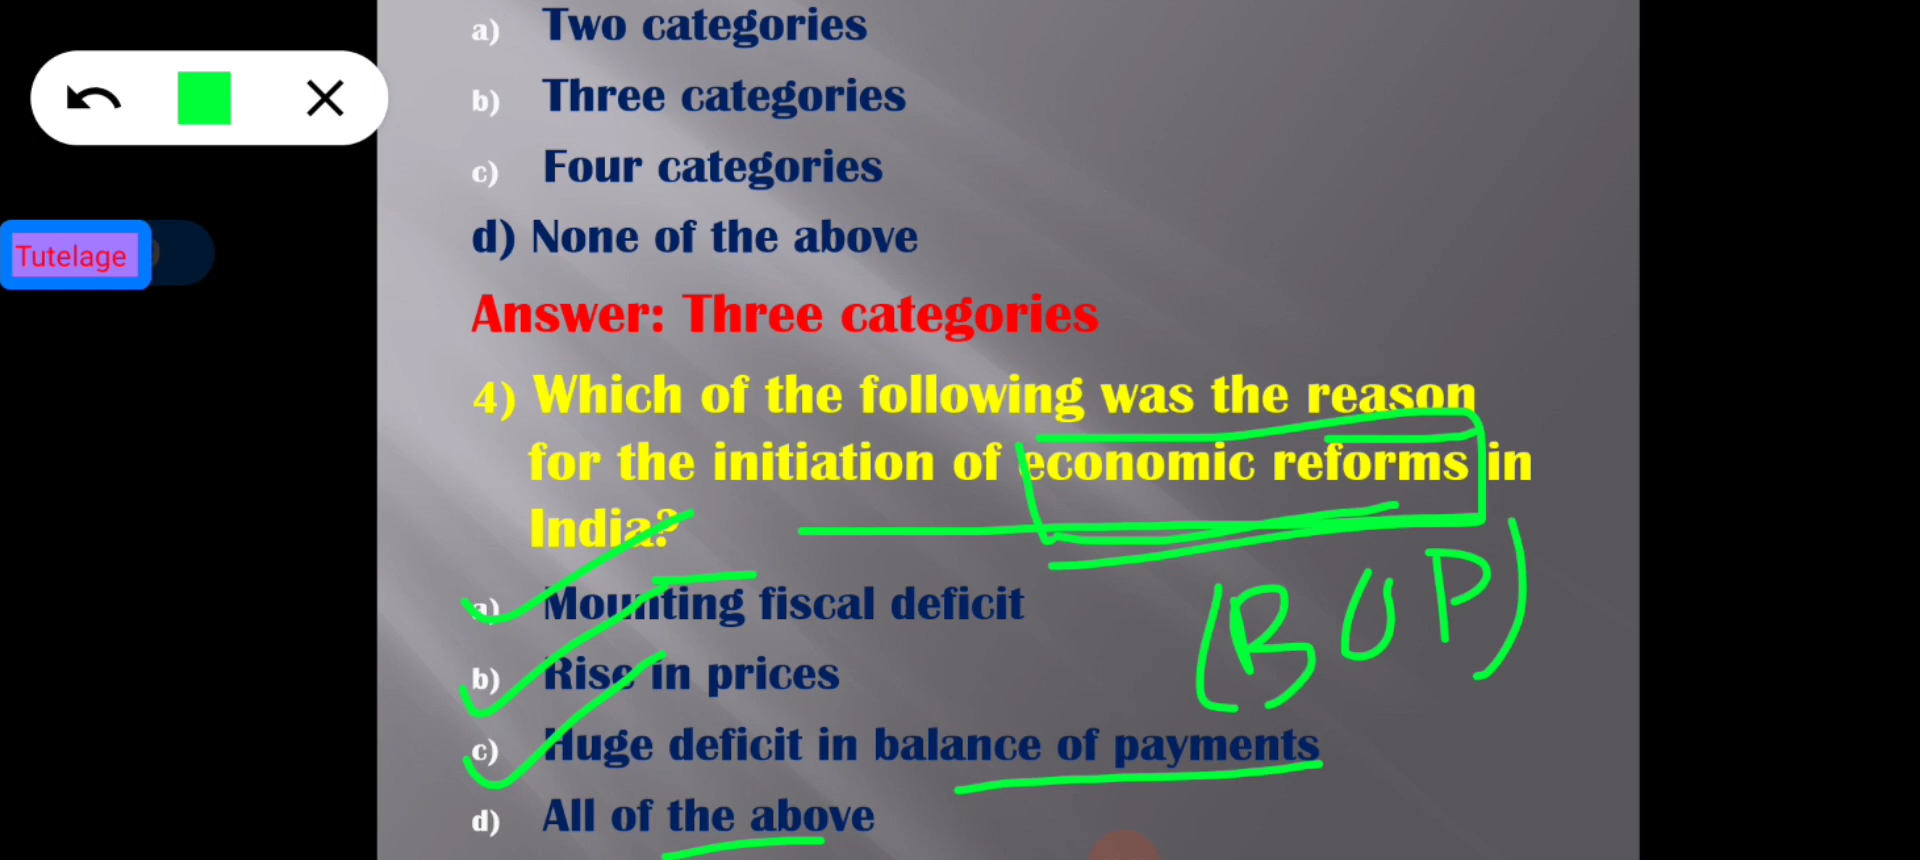 a) Two categories
b) Three categories
Tutelage
c) Four categories
d) None of the above
Answer: Three categories
4) Which of the following was the reason
for the initiation of economic reforms in
India?
a) Mounting fiscal deficit
(BOP)
b) Rise in prices
c) Huge deficit in balance of payments
d) All of the above